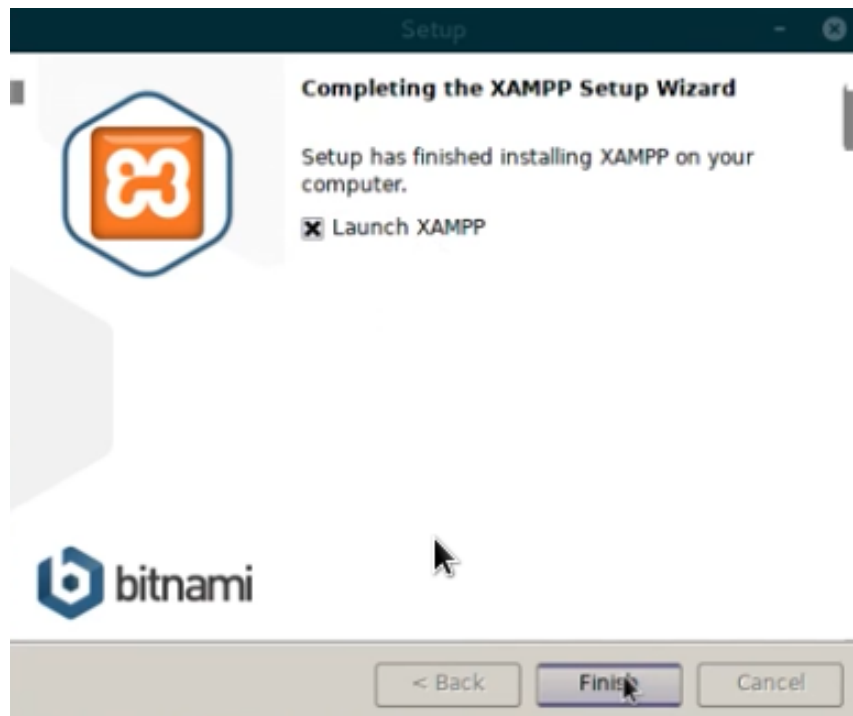 Setup
Completing the XAMPP Setup Wizard
Setup has finished installing XAMPP on your
computer.
Launch XAMPP
bitnami
< Back
Finish
Cancel